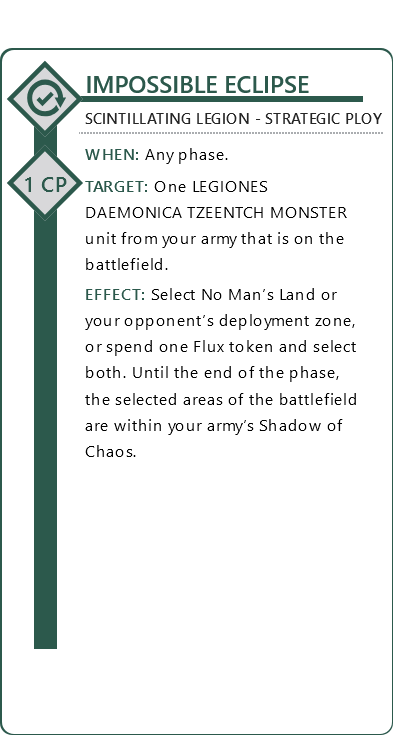 IMPOSSIBLE ECLIPSE
SCINTILLATING LEGION - STRATEGIC PLOY
1 CP
WHEN: Any phase.
TARGET: One LEGIONES
DAEMONICA TZEENTCH MONSTER
unit from your army that is on the
battlefield.
EFFECT: Select No Man's Land or
your opponent's deployment zone,
or spend one Flux token and select
both. Until the end of the phase,
the selected areas of the battlefield
are within your army's Shadow of
Chaos.